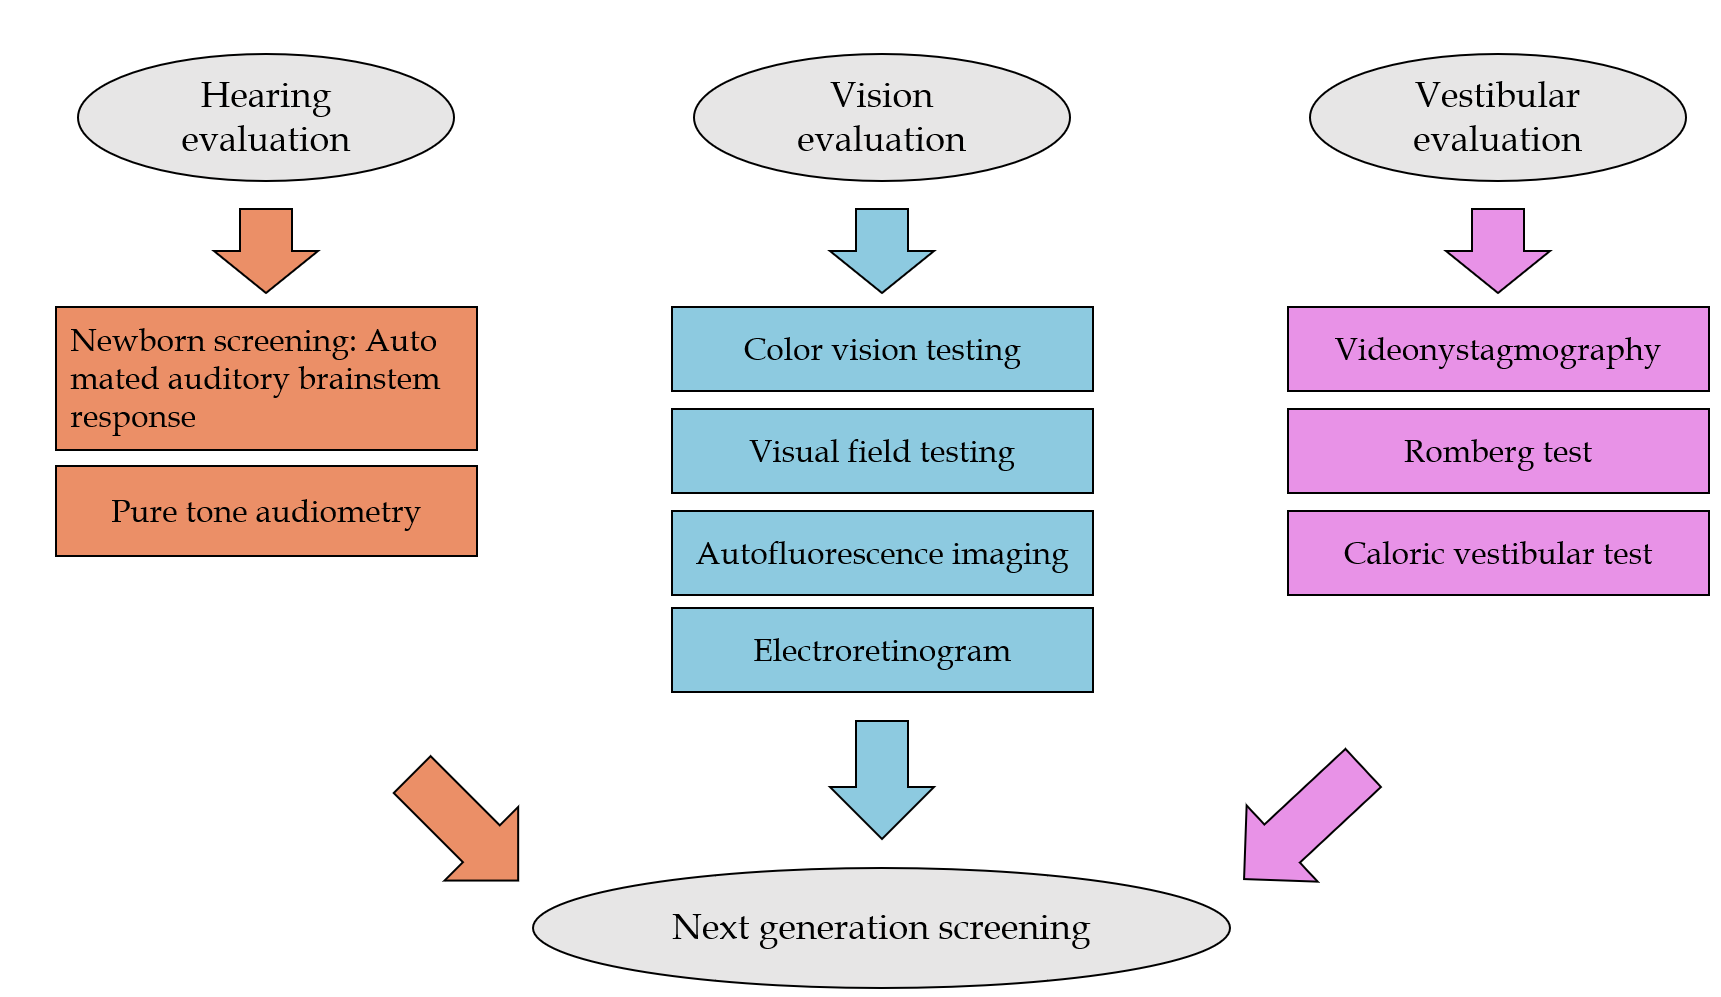 Hearing
evaluation
Newborn screening: Auto
mated auditory brainstem
response
Pure tone audiometry
Vision
evaluation
Color vision testing
Visual field testing
Autofluorescence imaging
Electroretinogram
Vestibular
evaluation
Videonystagmography
Romberg test
Caloric vestibular test
Next generation screening